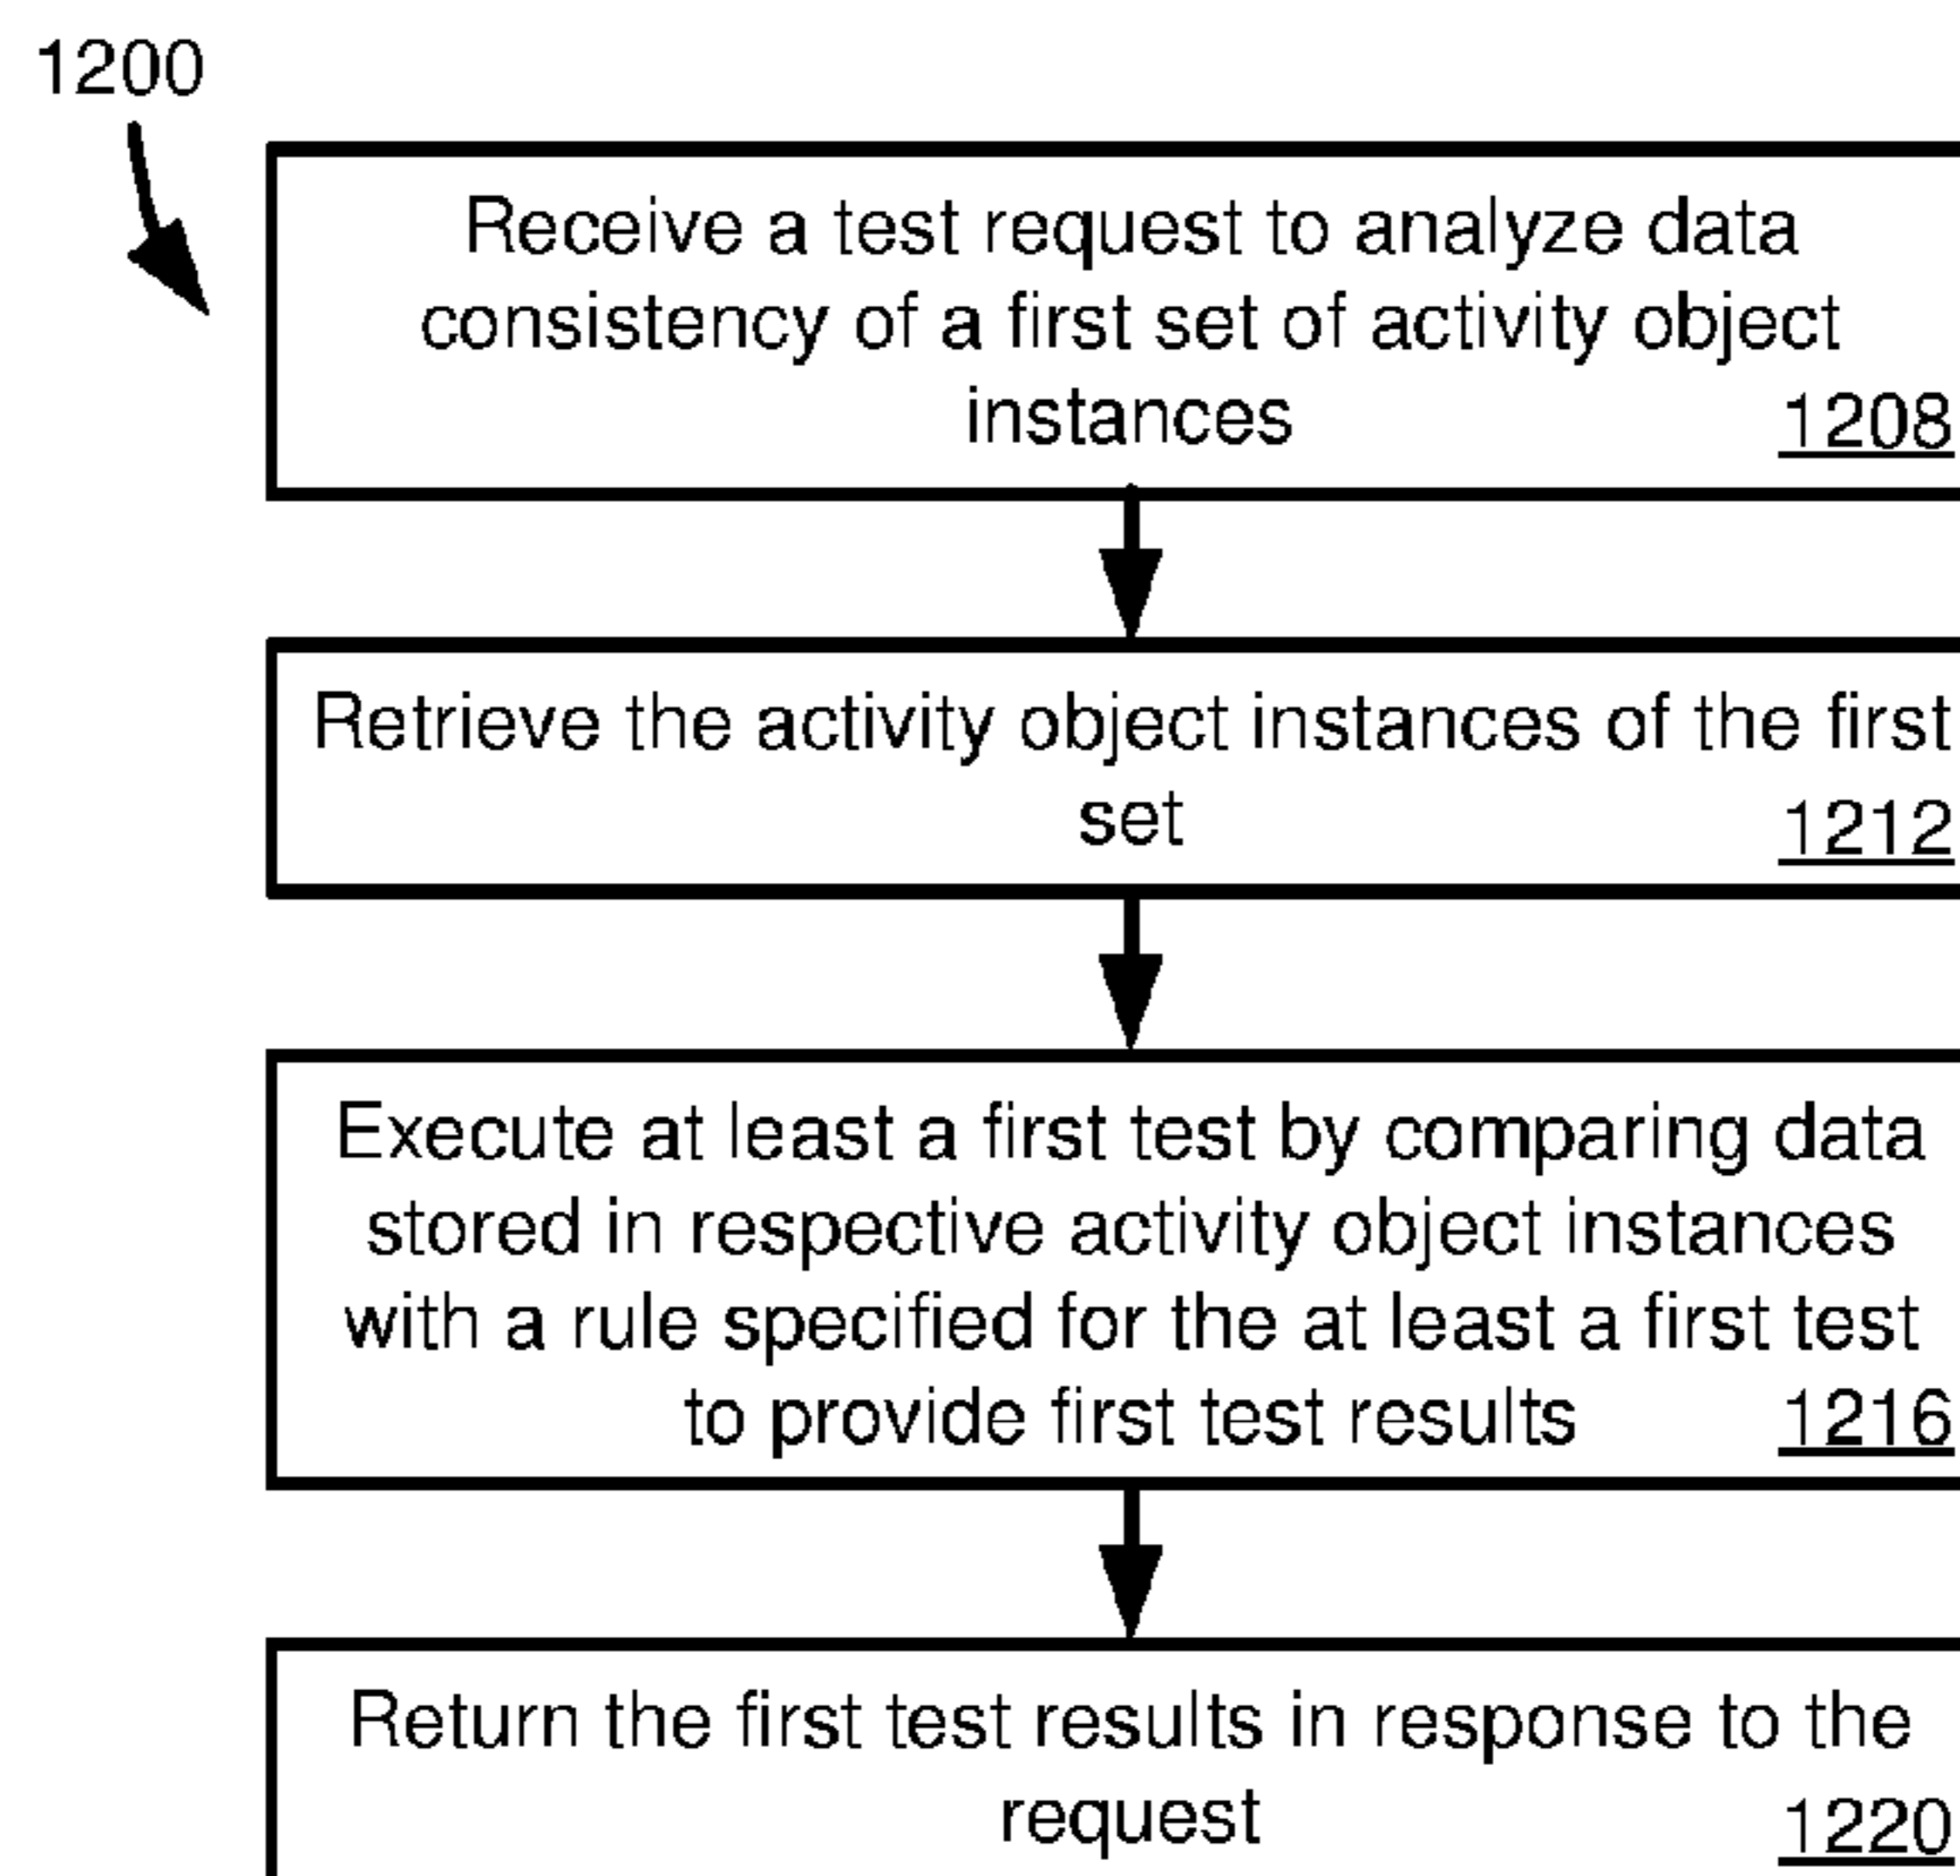 1200
Receive a test request to analyze data
consistency of a first set of activity object
instances 1208
Retrieve the activity object instances of the first
set 1212
Execute at least a first test by comparing data
stored in respective activity object instances
with a rule specified for the at least a first test
to provide first test results 1216
Return the first test results in response to the
request 1220